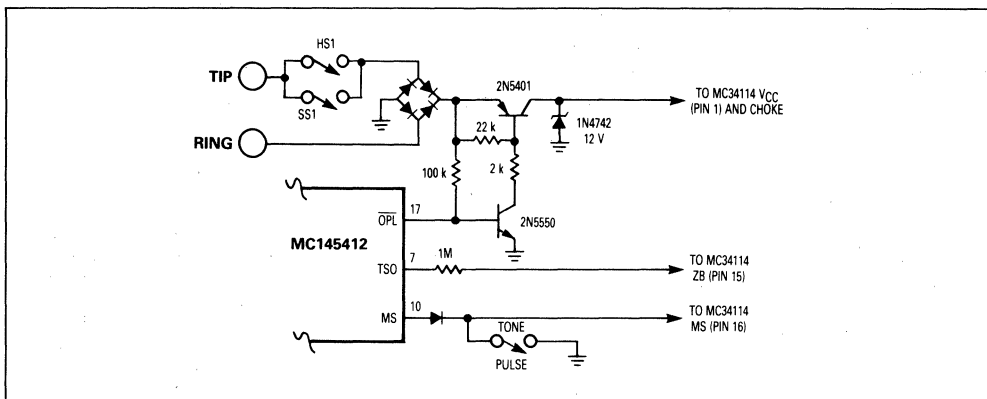 HS1
TIP
SS1
RING
2N5401
TO MC34114 VCC
(PIN 1) AND CHOKE
1N4742
12 V
22 k
100 k
2 k
2N5550
17
OPL
MC145412
7
TSO
1M
TO MC34114
ZB (PIN 15)
10
MS
TO MC34114
MS (PIN 16)
TONE
PULSE